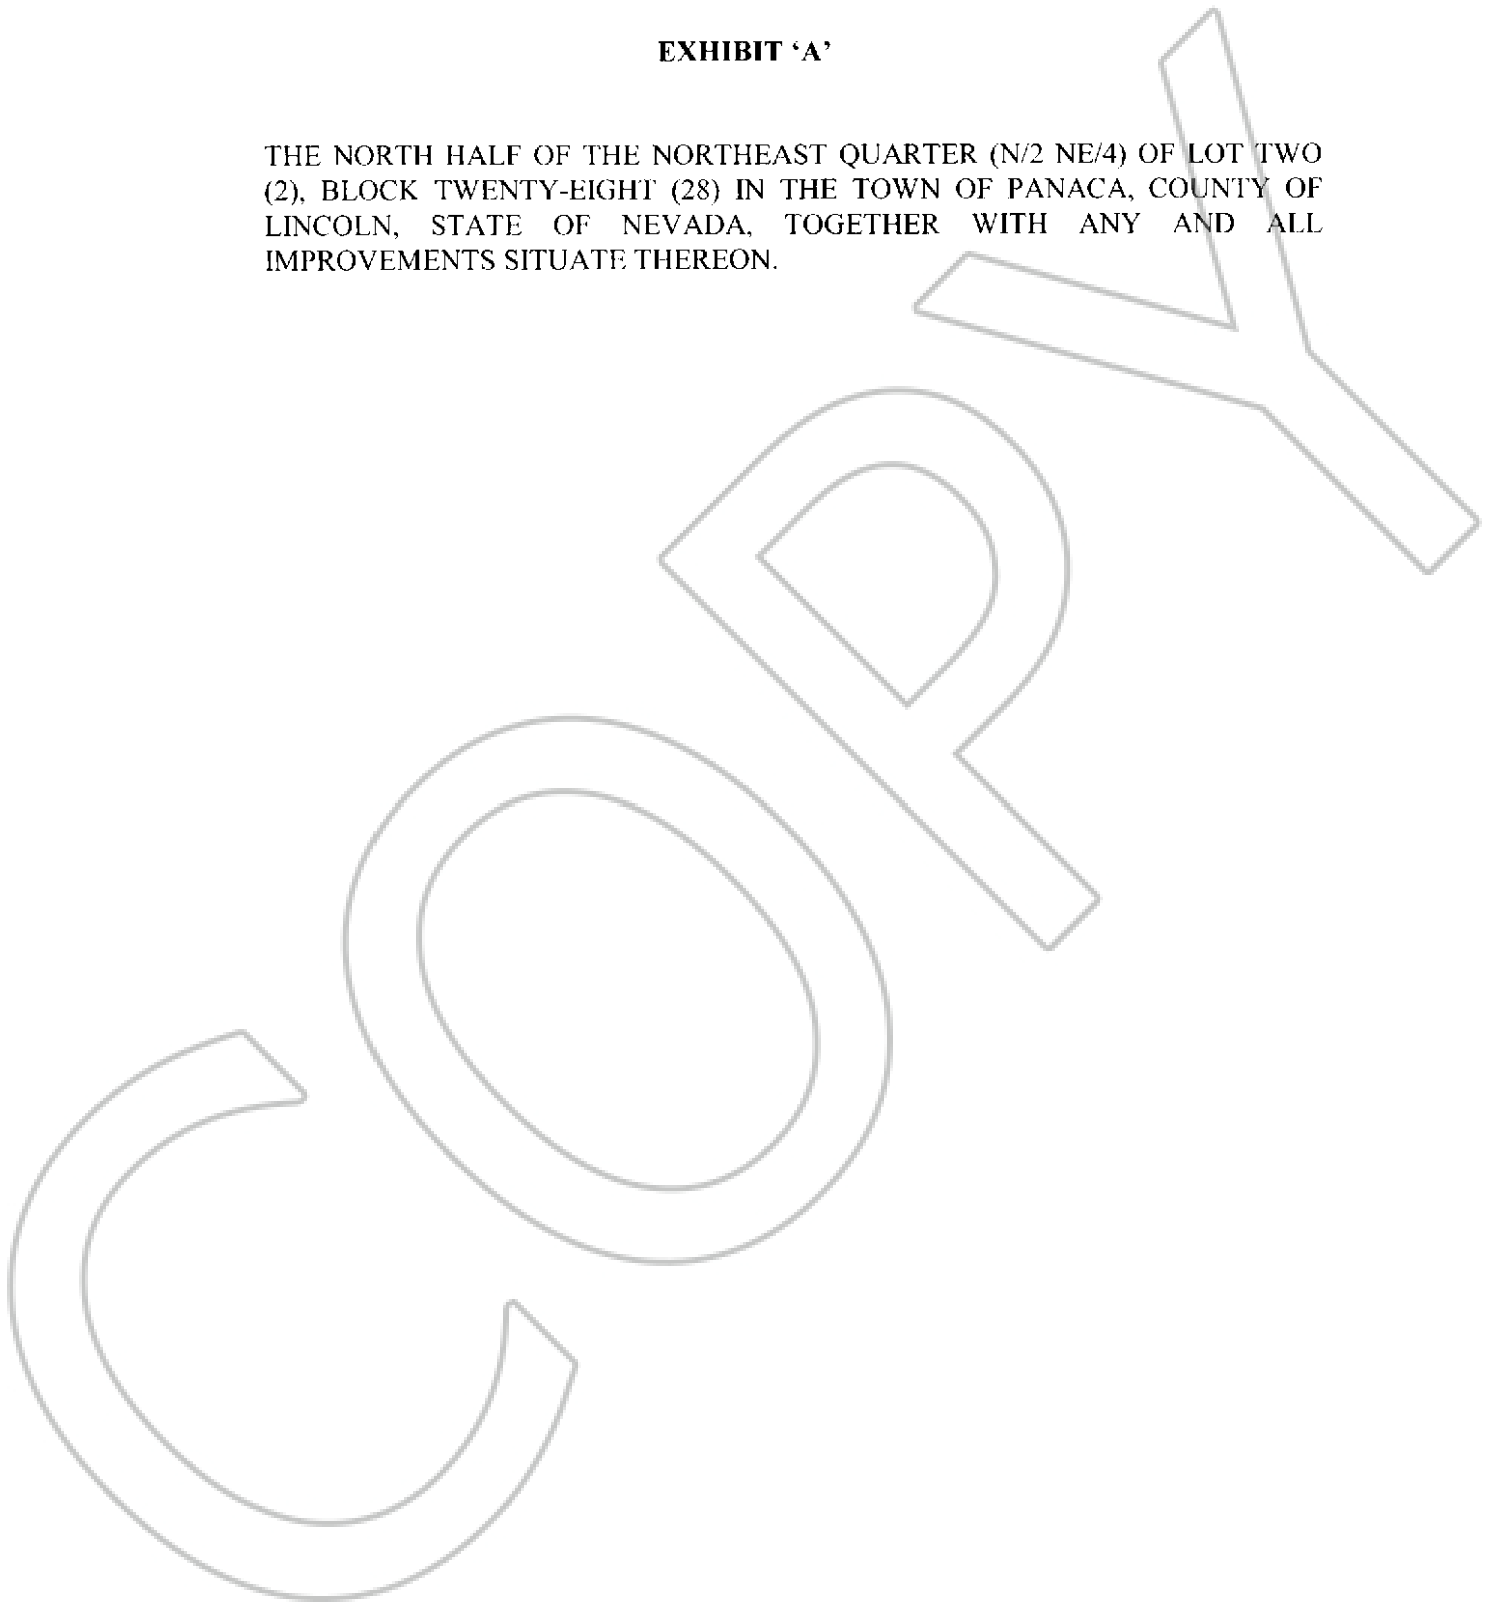 EXHIBIT ‘A’
THE NORTH HALF OF THE NORTHEAST QUARTER (N/2 NE/4) OF LOT TWO
(2), BLOCK TWENTY-EIGHT (28) IN THE TOWN OF PANACA, COUNTY OF
LINCOLN, STATE OF NEVADA, TOGETHER WITH ANY AND ALL
IMPROVEMENTS SITUATE THEREON.
COPY